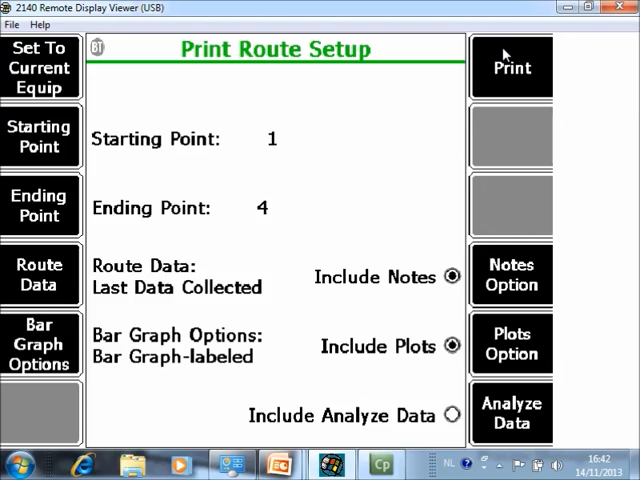 2140 Remote Display Viewer (USB)
File Help
Set To
Current
Equip
BT
Print Route Setup
Print
Starting
Point
Starting Point: 1
Ending
Point
Ending Point: 4
Route
Data
Route Data:
Last Data Collected
Include Notes
Notes
Option
Bar
Graph
Options
Bar Graph Options:
Bar Graph-labeled
Include Plots
Plots
Option
Include Analyze Data
Analyze
Data
Cp
NL
16:42
14/11/2013